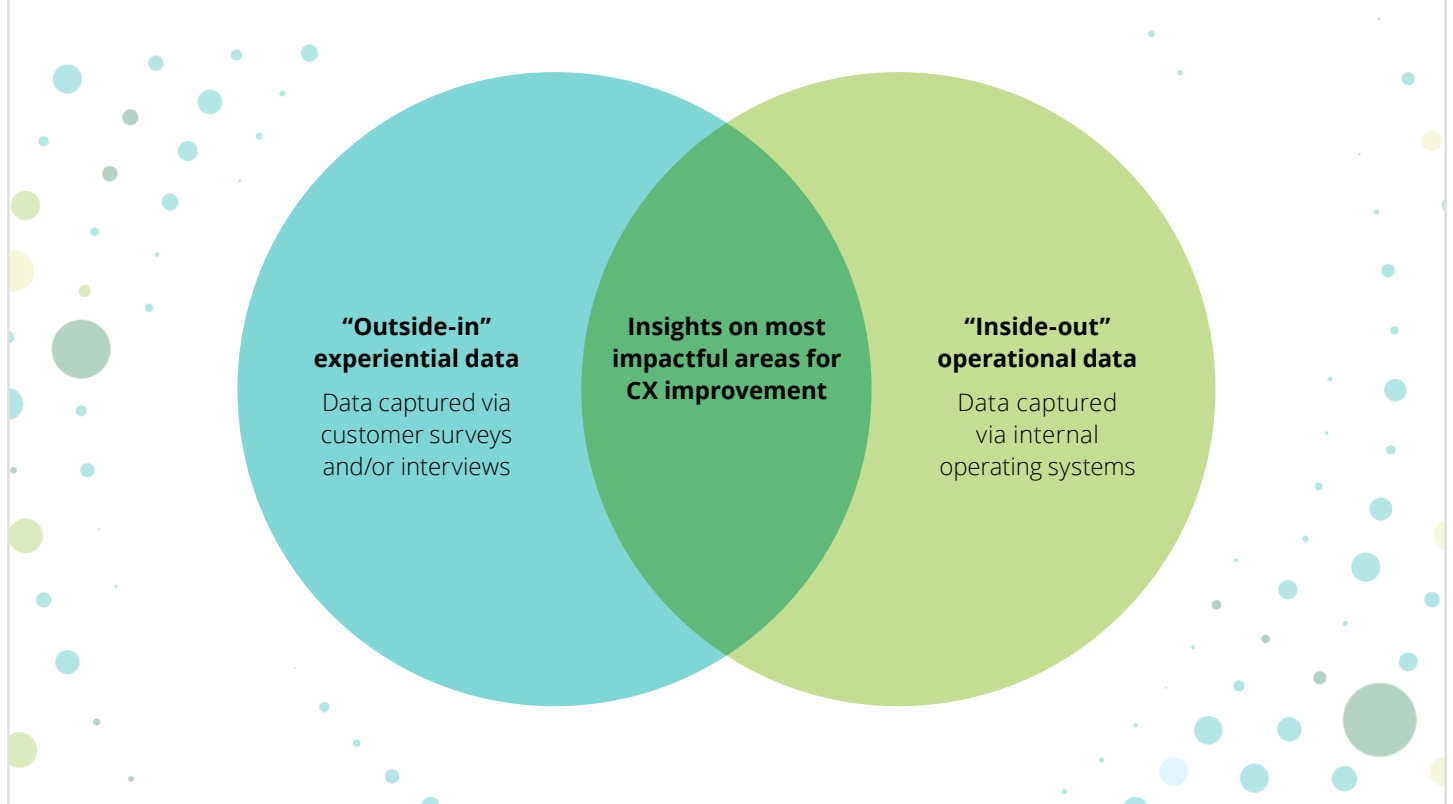 “Outside-in”
experiential data
Data captured via
customer surveys
and/or interviews
Insights on most
impactful areas for
CX improvement
“Inside-out”
operational data
Data captured
via internal
operating systems